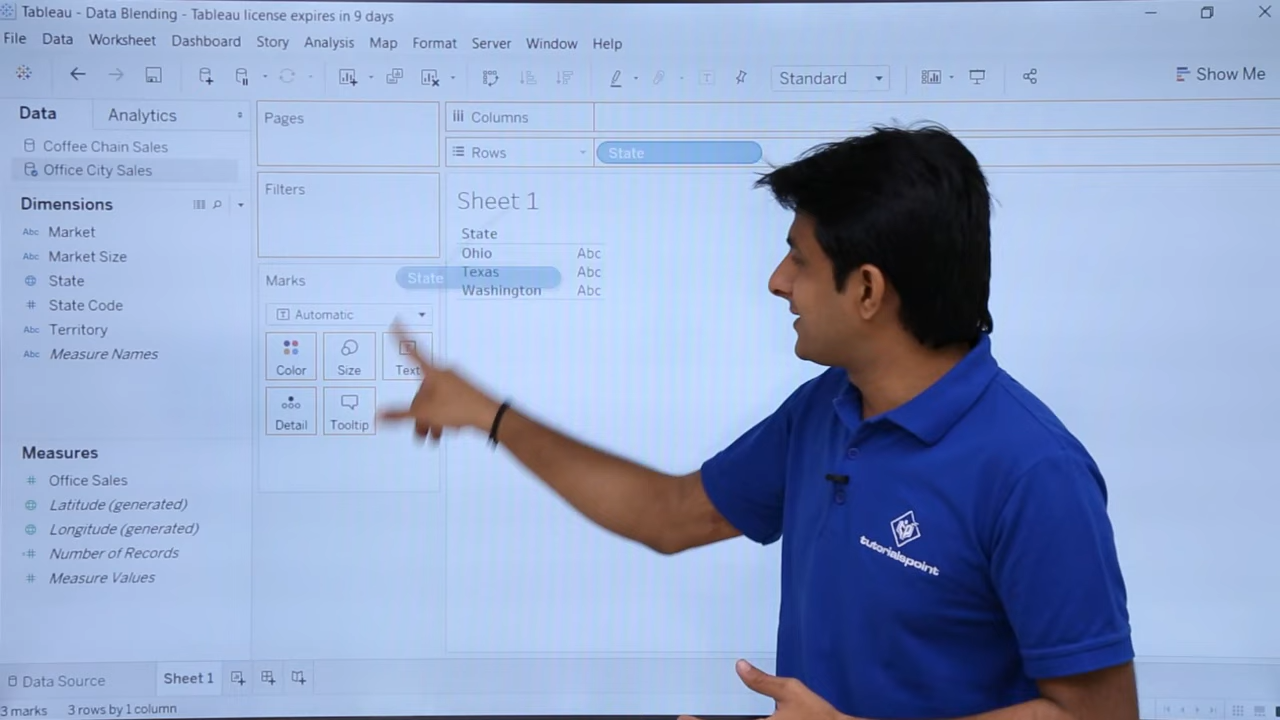 Tableau - Data Blending - Tableau license expires in 9 days
File Data Worksheet Dashboard Story Analysis Map Format Server Window Help
Standard
Show Me
Data
Analytics
Coffee Chain Sales
Office City Sales
Dimensions
Abc Market
Abc Market Size
State
# State Code
Abc Territory
Abc Measure Names
Measures
# Office Sales
Latitude (generated)
Longitude (generated)
# Number of Records
# Measure Values
Pages
Filters
Marks
State
Automatic
Color Size Text
Detail Tooltip
Columns
Rows
State
Sheet 1
State
Ohio Abc
Texas Abc
Washington Abc
tutorialspoint
Data Source
Sheet 1
3 marks 3 rows by 1 column